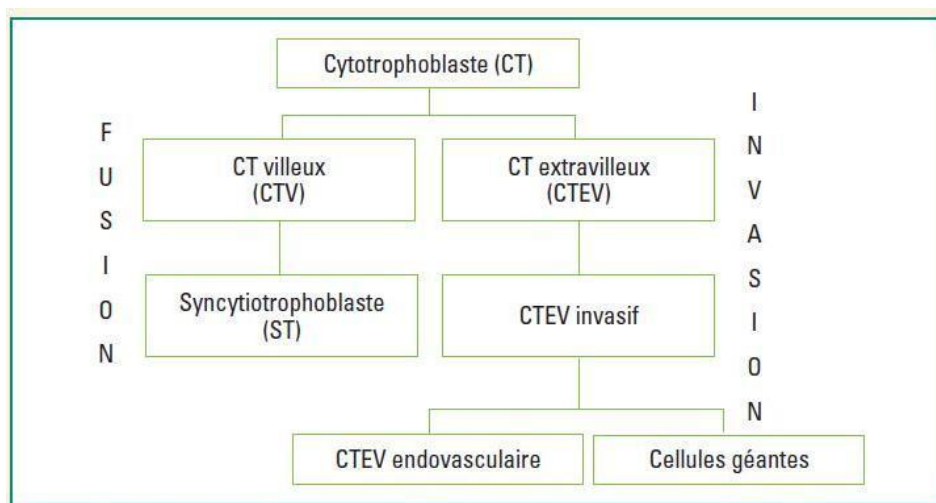 Cytotrophoblaste (CT)
FUSION
INVASION
CT villeux
(CTV)
CT extravilleux
(CTEV)
Syncytiotrophoblaste
(ST)
CTEV invasif
CTEV endovasculaire
Cellules géantes